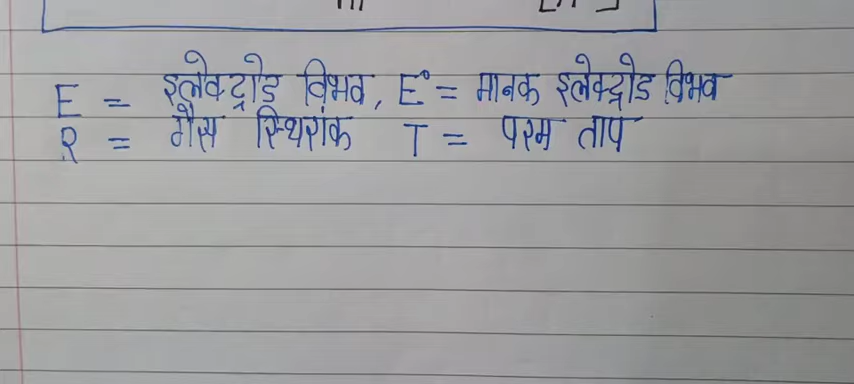 E = इलेक्ट्रोड विभव, E° = मानक इलेक्ट्रोड विभव
R = गैस स्थिरांक T = परम ताप